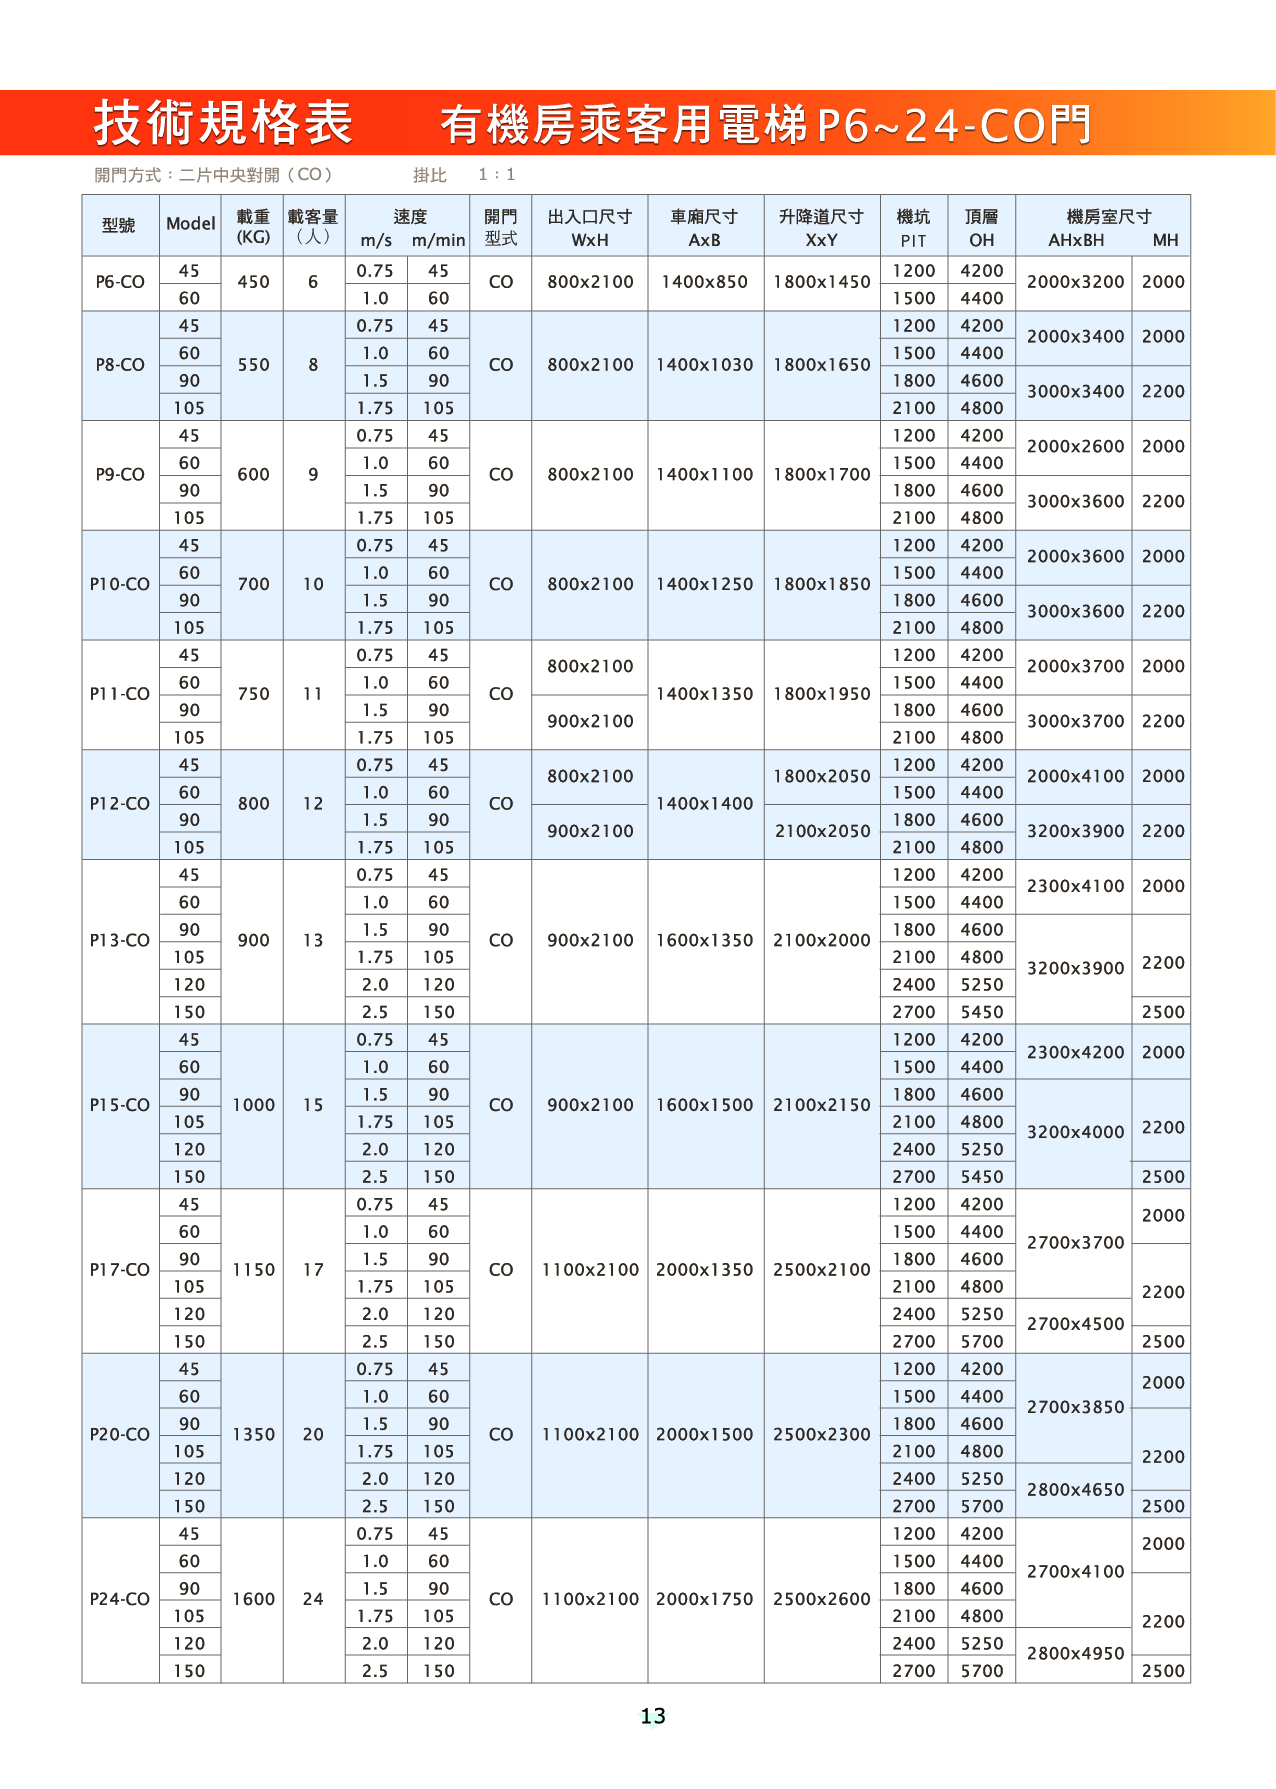 技術規格表 有機房乘客用電梯P6~24-CO門
開門方式：二片中央對開（CO） 掛比 1：1
型號 Model 載重 (KG) 載客量 （人） 速度 m/s m/min 開門 型式 出入口尺寸 WxH 車廂尺寸 AxB 升降道尺寸 XxY 機坑 PIT 頂層 OH 機房室尺寸 AHxBH MH
P6-CO 45 450 6 0.75 45 CO 800x2100 1400x850 1800x1450 1200 4200 2000x3200 2000
60 1.0 60 1500 4400
P8-CO 45 550 8 0.75 45 CO 800x2100 1400x1030 1800x1650 1200 4200 2000x3400 2000
60 1.0 60 1500 4400
90 1.5 90 1800 4600 3000x3400 2200
105 1.75 105 2100 4800
P9-CO 45 600 9 0.75 45 CO 800x2100 1400x1100 1800x1700 1200 4200 2000x2600 2000
60 1.0 60 1500 4400
90 1.5 90 1800 4600 3000x3600 2200
105 1.75 105 2100 4800
P10-CO 45 700 10 0.75 45 CO 800x2100 1400x1250 1800x1850 1200 4200 2000x3600 2000
60 1.0 60 1500 4400
90 1.5 90 1800 4600 3000x3600 2200
105 1.75 105 2100 4800
P11-CO 45 750 11 0.75 45 CO 800x2100 1400x1350 1800x1950 1200 4200 2000x3700 2000
60 1.0 60 1500 4400
90 1.5 90 900x2100 1800 4600 3000x3700 2200
105 1.75 105 2100 4800
P12-CO 45 800 12 0.75 45 CO 800x2100 1400x1400 1800x2050 1200 4200 2000x4100 2000
60 1.0 60 1500 4400
90 1.5 90 900x2100 2100x2050 1800 4600 3200x3900 2200
105 1.75 105 2100 4800
P13-CO 45 900 13 0.75 45 CO 900x2100 1600x1350 2100x2000 1200 4200 2300x4100 2000
60 1.0 60 1500 4400
90 1.5 90 1800 4600 3200x3900 2200
105 1.75 105 2100 4800
120 2.0 120 2400 5250
150 2.5 150 2700 5450 2500
P15-CO 45 1000 15 0.75 45 CO 900x2100 1600x1500 2100x2150 1200 4200 2300x4200 2000
60 1.0 60 1500 4400
90 1.5 90 1800 4600 3200x4000 2200
105 1.75 105 2100 4800
120 2.0 120 2400 5250
150 2.5 150 2700 5450 2500
P17-CO 45 1150 17 0.75 45 CO 1100x2100 2000x1350 2500x2100 1200 4200 2700x3700 2000
60 1.0 60 1500 4400
90 1.5 90 1800 4600 2200
105 1.75 105 2100 4800
120 2.0 120 2400 5250 2700x4500
150 2.5 150 2700 5700 2500
P20-CO 45 1350 20 0.75 45 CO 1100x2100 2000x1500 2500x2300 1200 4200 2700x3850 2000
60 1.0 60 1500 4400
90 1.5 90 1800 4600 2200
105 1.75 105 2100 4800
120 2.0 120 2400 5250 2800x4650
150 2.5 150 2700 5700 2500
P24-CO 45 1600 24 0.75 45 CO 1100x2100 2000x1750 2500x2600 1200 4200 2700x4100 2000
60 1.0 60 1500 4400
90 1.5 90 1800 4600 2200
105 1.75 105 2100 4800
120 2.0 120 2400 5250 2800x4950
150 2.5 150 2700 5700 2500
13